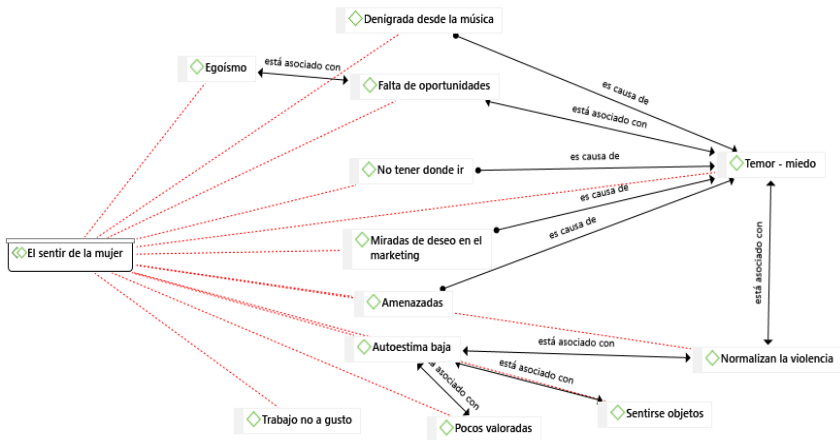 Denigrada desde la música
Egoísmo
está asociado con
Falta de oportunidades
es causa de
está asociado con
No tener donde ir
es causa de
Temor - miedo
es causa de
Miradas de deseo en el
marketing
es causa de
El sentir de la mujer
está asociado con
Amenazadas
Autoestima baja
está asociado con
Normalizan la violencia
está asociado con
asociado con
Sentirse objetos
Trabajo no a gusto
Pocos valoradas